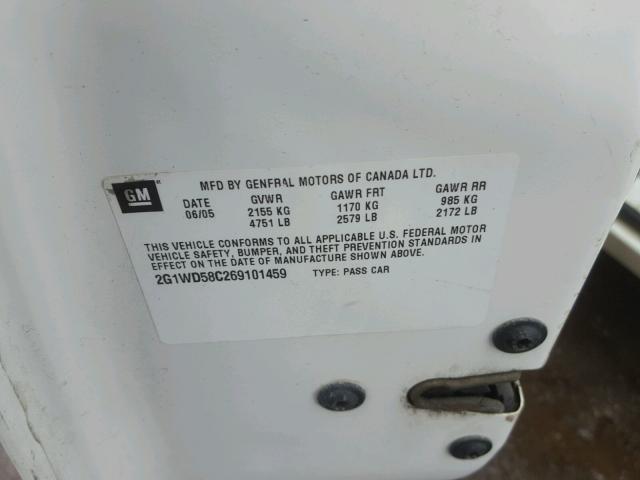 GM
MFD BY GENERAL MOTORS OF CANADA LTD.
DATE GVWR GAWR FRT GAWR RR
06/05 2155 KG 1170 KG 985 KG
4751 LB 2579 LB 2172 LB
THIS VEHICLE CONFORMS TO ALL APPLICABLE U.S. FEDERAL MOTOR
VEHICLE SAFETY, BUMPER, AND THEFT PREVENTION STANDARDS IN
EFFECT ON THE DATE OF MANUFACTURE SHOWN ABOVE.
2G1WD58C269101459 TYPE: PASS CAR